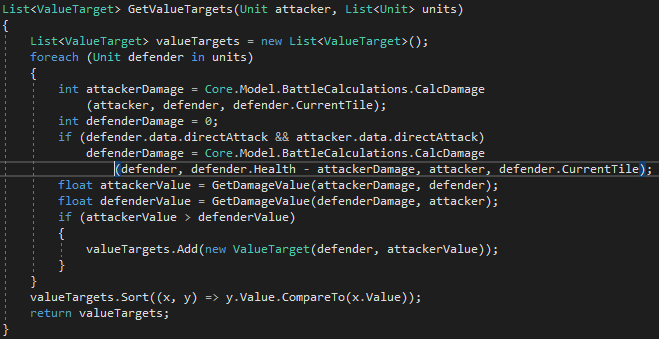 List<ValueTarget> GetValueTargets(Unit attacker, List<Unit> units)
{
List<ValueTarget> valueTargets = new List<ValueTarget>();
foreach (Unit defender in units)
{
int attackerDamage = Core.Model.BattleCalculations.CalcDamage
(attacker, defender, defender.CurrentTile);
int defenderDamage = 0;
if (defender.data.directAttack && attacker.data.directAttack)
defenderDamage = Core.Model.BattleCalculations.CalcDamage
(defender, defender.Health - attackerDamage, attacker, defender.CurrentTile);
float attackerValue = GetDamageValue(attackerDamage, defender);
float defenderValue = GetDamageValue(defenderDamage, attacker);
if (attackerValue > defenderValue)
{
valueTargets.Add(new ValueTarget(defender, attackerValue));
}
}
valueTargets.Sort((x, y) => y.Value.CompareTo(x.Value));
return valueTargets;
}